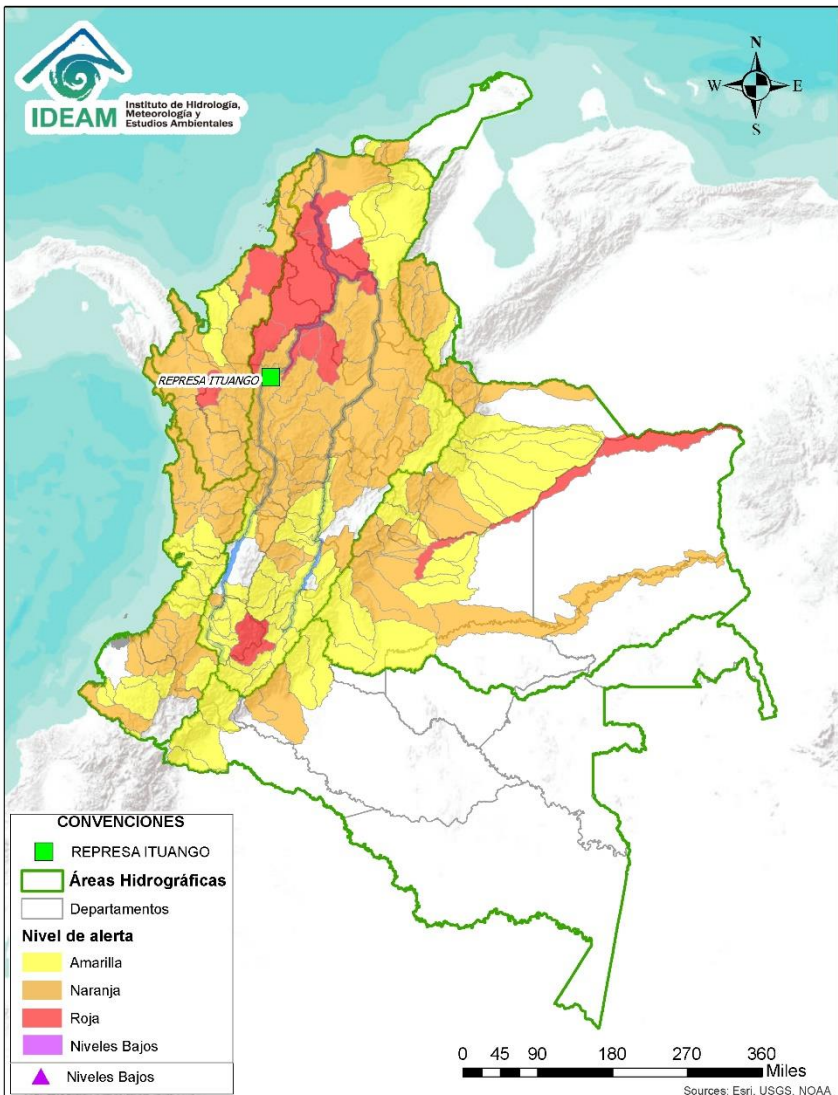 IDEAM
Instituto de Hidrología,
Meteorología y
Estudios Ambientales
N
W
E
S
REPRESA ITUANGO
CONVENCIONES
REPRESA ITUANGO
Áreas Hidrográficas
Departamentos
Nivel de alerta
Amarilla
Naranja
Roja
Niveles Bajos
Niveles Bajos
0 45 90 180 270 360
Miles
Sources: Esri, USGS, NOAA